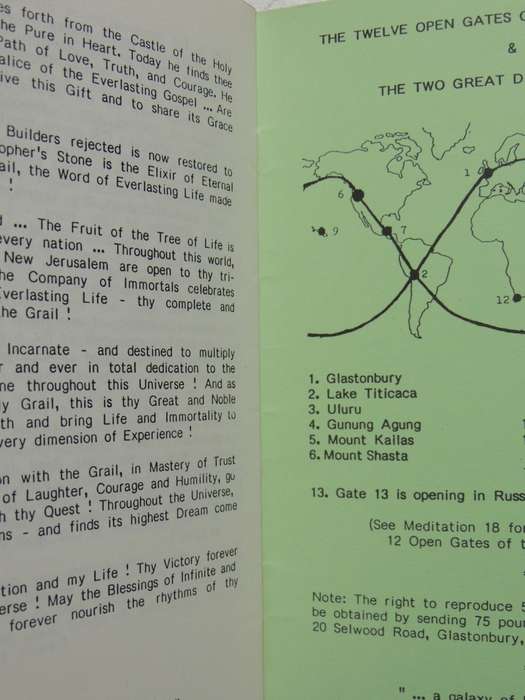 es forth from the Castle of the Holy
the Pure in Heart. Today he finds thee
Path of Love, Truth, and Courage. He
alice of the Everlasting Gospel ... Are
ive this Gift and to share its Grace
Builders rejected is now restored to
opher's Stone is the Elixir of Eternal
ail, the Word of Everlasting Life made
!
d ... The Fruit of the Tree of Life is
every nation ... Throughout this world,
New Jerusalem are open to thy tri-
he Company of Immortals celebrates
Everlasting Life - thy complete and
the Grail !
Incarnate - and destined to multiply
r and ever in total dedication to the
ne throughout this Universe ! And as
ly Grail, this is thy Great and Noble
th and bring Life and Immortality to
very dimension of Experience !
on with the Grail, in Mastery of Trust
of Laughter, Courage and Humility, go
h thy Quest ! Throughout the Universe,
ns - and finds its highest Dream come
tion and my Life ! Thy Victory forever
erse ! May the Blessings of Infinite and
forever nourish the rhythms of thy
THE TWELVE OPEN GATES O
&
THE TWO GREAT D
1
6
9
7
2
12
1. Glastonbury
2. Lake Titicaca
3. Uluru
4. Gunung Agung
5. Mount Kailas
6. Mount Shasta
13. Gate 13 is opening in Russ
(See Meditation 18 for
12 Open Gates of t
my
Note: The right to reproduce 5
be obtained by sending 75 poun
20 Selwood Road, Glastonbury,
" ... a galaxy of